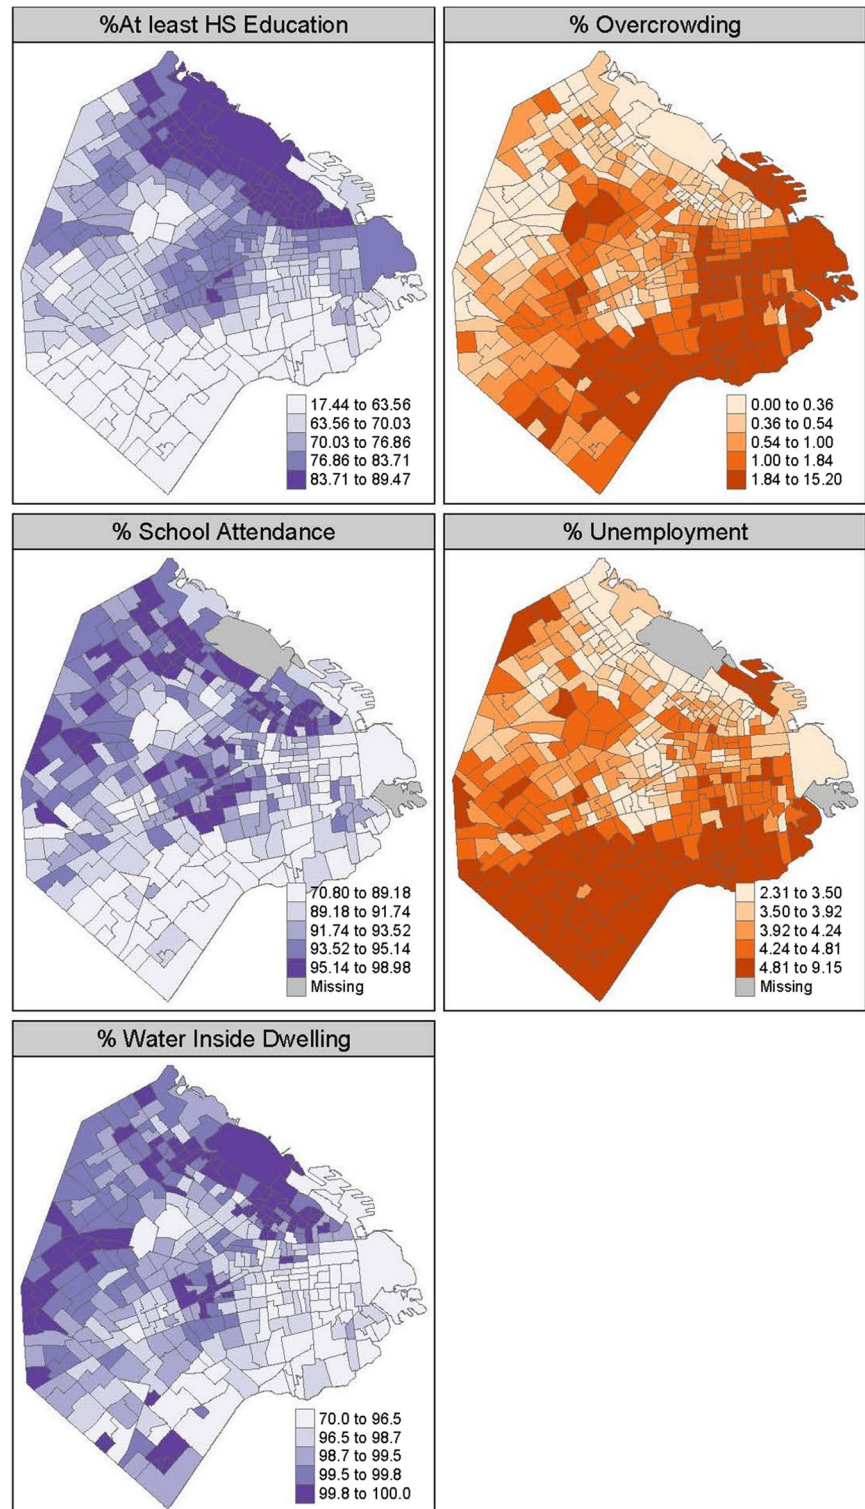 %At least HS Education
17.44 to 63.56
63.56 to 70.03
70.03 to 76.86
76.86 to 83.71
83.71 to 89.47
% Overcrowding
0.00 to 0.36
0.36 to 0.54
0.54 to 1.00
1.00 to 1.84
1.84 to 15.20
% School Attendance
70.80 to 89.18
89.18 to 91.74
91.74 to 93.52
93.52 to 95.14
95.14 to 98.98
Missing
% Unemployment
2.31 to 3.50
3.50 to 3.92
3.92 to 4.24
4.24 to 4.81
4.81 to 9.15
Missing
% Water Inside Dwelling
70.0 to 96.5
96.5 to 98.7
98.7 to 99.5
99.5 to 99.8
99.8 to 100.0